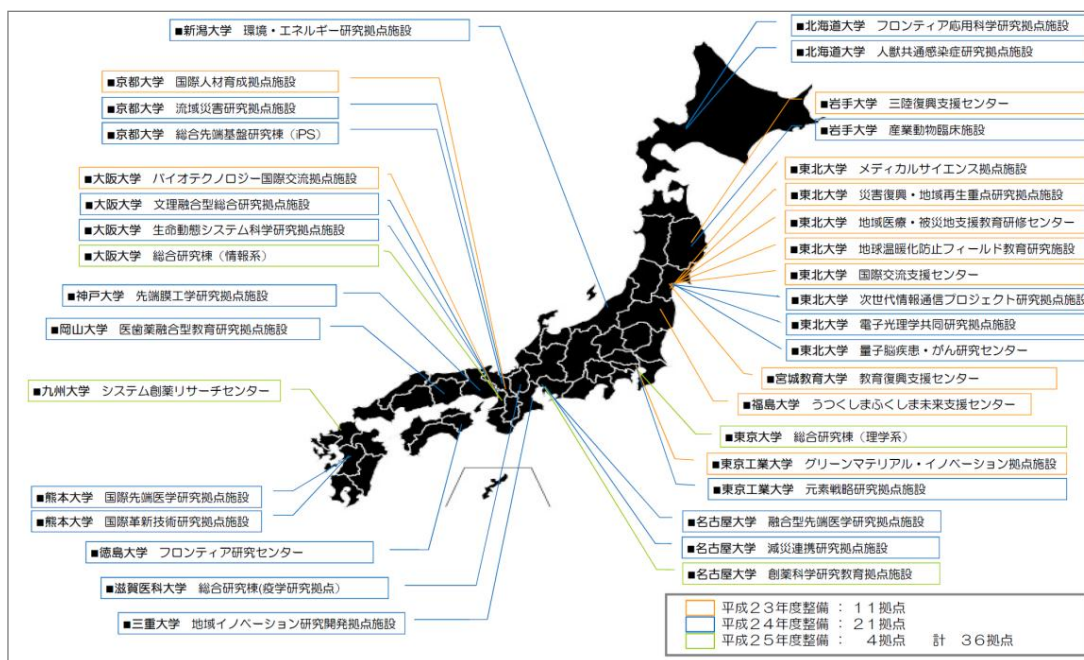 ■新潟大学 環境・エネルギー研究拠点施設
■京都大学 国際人材育成拠点施設
■京都大学 流域災害研究拠点施設
■京都大学 総合先端基盤研究棟（iPS）
■大阪大学 バイオテクノロジー国際交流拠点施設
■大阪大学 文理融合型総合研究拠点施設
■大阪大学 生命動態システム科学研究拠点施設
■大阪大学 総合研究棟（情報系）
■神戸大学 先端膜工学研究拠点施設
■岡山大学 医歯薬融合型教育研究拠点施設
■九州大学 システム創薬リサーチセンター
■熊本大学 国際先端医学研究拠点施設
■熊本大学 国際革新技術研究拠点施設
■徳島大学 フロンティア研究センター
■滋賀医科大学 総合研究棟(疫学研究拠点）
■三重大学 地域イノベーション研究開発拠点施設
■北海道大学 フロンティア応用科学研究拠点施設
■北海道大学 人獣共通感染症研究拠点施設
■岩手大学 三陸復興支援センター
■岩手大学 産業動物臨床施設
■東北大学 メディカルサイエンス拠点施設
■東北大学 災害復興・地域再生重点研究拠点施設
■東北大学 地域医療・被災地支援教育研修センター
■東北大学 地球温暖化防止フィールド教育研究施設
■東北大学 国際交流支援センター
■東北大学 次世代情報通信プロジェクト研究拠点施設
■東北大学 電子光理学共同研究拠点施設
■東北大学 量子脳疾患・がん研究センター
■宮城教育大学 教育復興支援センター
■福島大学 うつくしまふくしま未来支援センター
■東京大学 総合研究棟（理学系）
■東京工業大学 グリーンマテリアル・イノベーション拠点施設
■東京工業大学 元素戦略研究拠点施設
■名古屋大学 融合型先端医学研究拠点施設
■名古屋大学 減災連携研究拠点施設
■名古屋大学 創薬科学研究教育拠点施設
平成２３年度整備 ： １１拠点
平成２４年度整備 ： ２１拠点
平成２５年度整備 ： ４拠点 計 ３６拠点